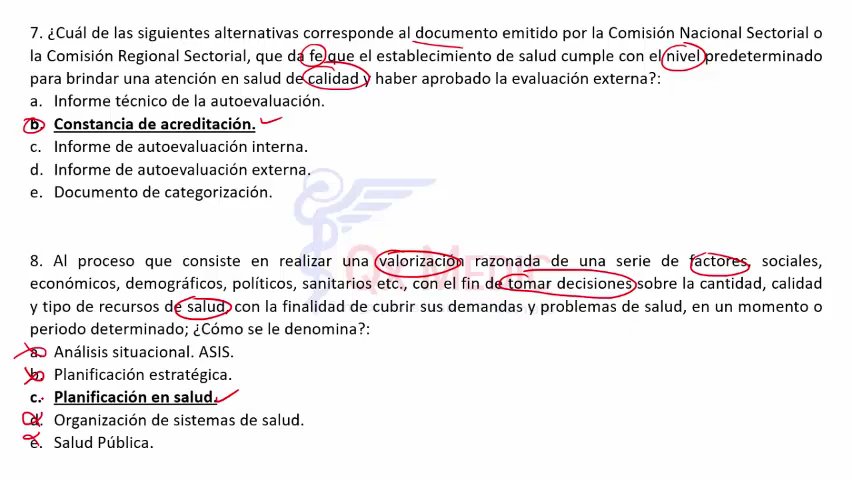 7. ¿Cuál de las siguientes alternativas corresponde al documento emitido por la Comisión Nacional Sectorial o
la Comisión Regional Sectorial, que da fe que el establecimiento de salud cumple con el nivel predeterminado
para brindar una atención en salud de calidad y haber aprobado la evaluación externa?:
a. Informe técnico de la autoevaluación.
b. Constancia de acreditación.
c. Informe de autoevaluación interna.
d. Informe de autoevaluación externa.
e. Documento de categorización.
8. Al proceso que consiste en realizar una valorización razonada de una serie de factores, sociales,
económicos, demográficos, políticos, sanitarios etc., con el fin de tomar decisiones sobre la cantidad, calidad
y tipo de recursos de salud, con la finalidad de cubrir sus demandas y problemas de salud, en un momento o
periodo determinado; ¿Cómo se le denomina?:
a. Análisis situacional. ASIS.
b. Planificación estratégica.
c. Planificación en salud.
d. Organización de sistemas de salud.
e. Salud Pública.